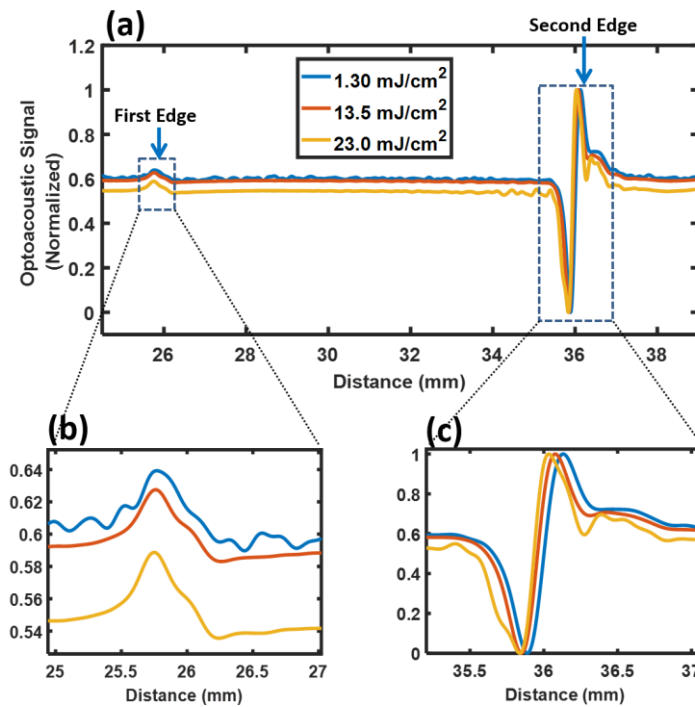 (a)
Second Edge
First Edge
1.30 mJ/cm²
13.5 mJ/cm²
23.0 mJ/cm²
Optoacoustic Signal
(Normalized)
1.2
1
0.8
0.6
0.4
0.2
0
26 28 30 32 34 36 38
Distance (mm)
(b)
0.64
0.62
0.6
0.58
0.56
0.54
25 25.5 26 26.5 27
Distance (mm)
(c)
1
0.8
0.6
0.4
0.2
0
35.5 36 36.5 37
Distance (mm)